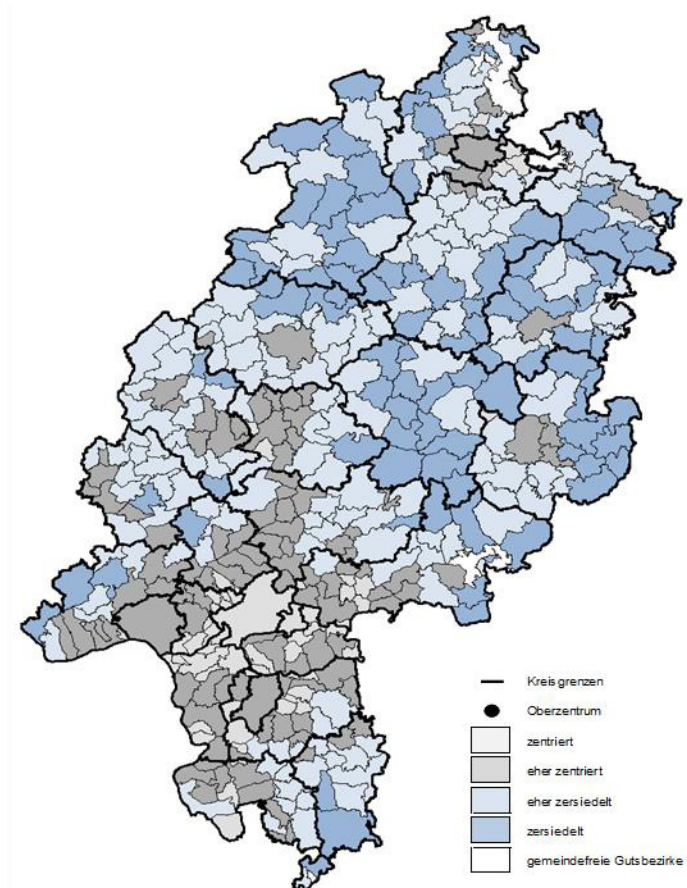 Kreisgrenzen
Oberzentrum
zentriert
eher zentriert
eher zersiedelt
zersiedelt
gemeindefreie Gutsbezirke